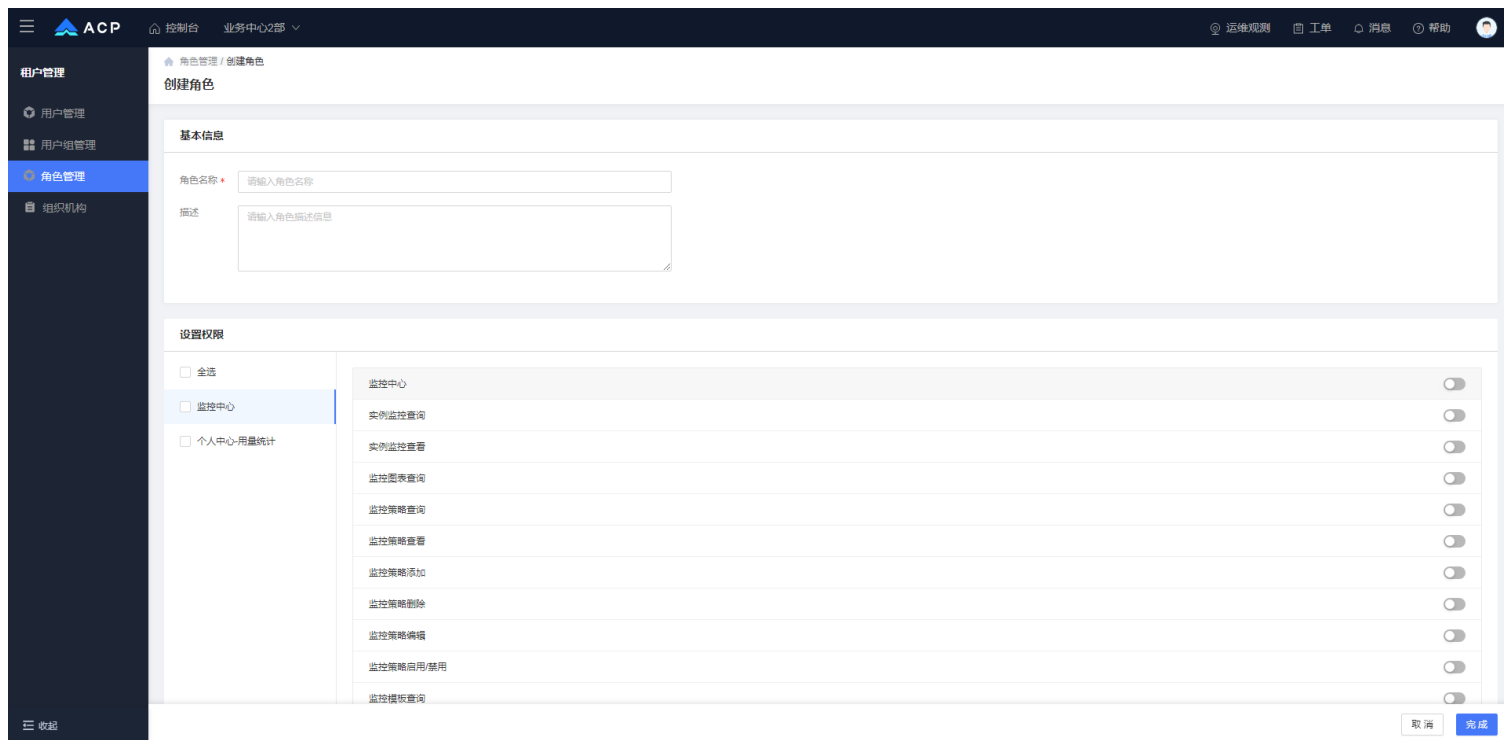 ACP 控制台 业务中心2部 运维观测 工单 消息 帮助
租户管理
用户管理
用户组管理
角色管理
组织机构
收起
角色管理 / 创建角色
创建角色
基本信息
角色名称 * 请输入角色名称
描述 请输入角色描述信息
设置权限
全选
监控中心
个人中心-用量统计
监控中心
实例监控查询
实例监控查看
监控图表查询
监控策略查询
监控策略查看
监控策略添加
监控策略删除
监控策略编辑
监控策略启用/禁用
监控模板查询
取消 完成